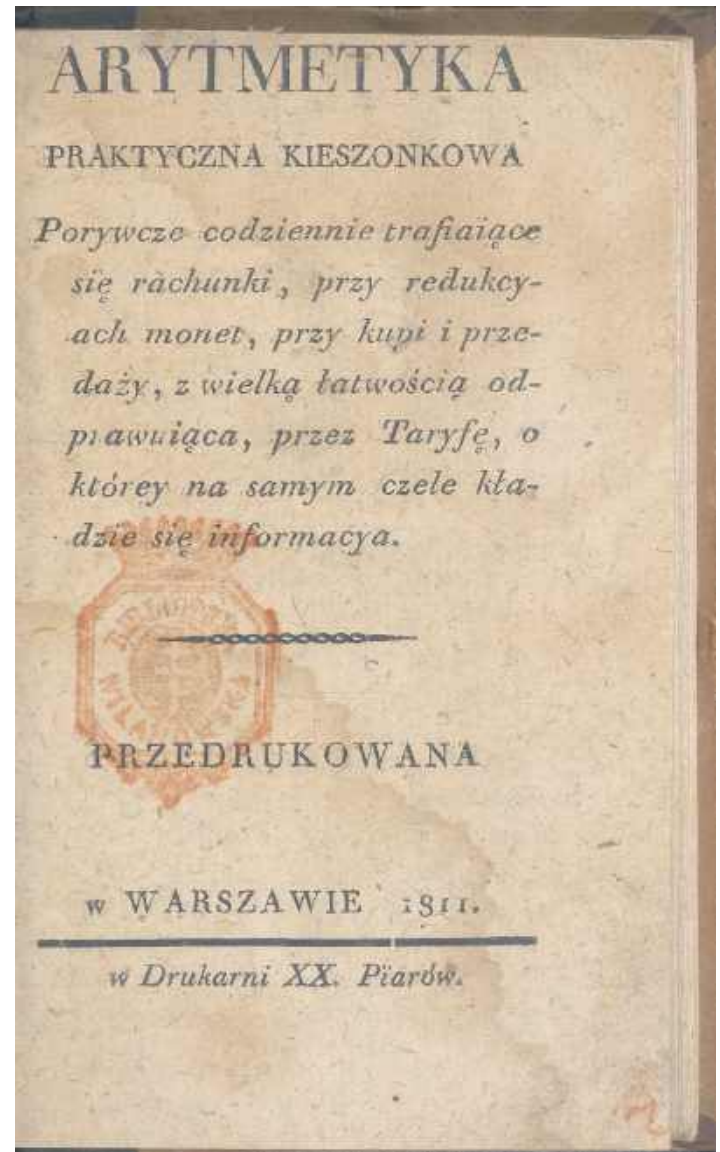 ARYTMETYKA
PRAKTYCZNA KIESZONKOWA
Porywcze codziennie trafiaiące
się rachunki, przy redukcy-
ach monet, przy kupi i prze-
daży, z wielką łatwością od-
prawuiąca, przez Taryfę, o
którey na samym czele kła-
dzie się informacya.
PRZEDRUKOWANA
w WARSZAWIE 1811.
w Drukarni XX. Piarów.